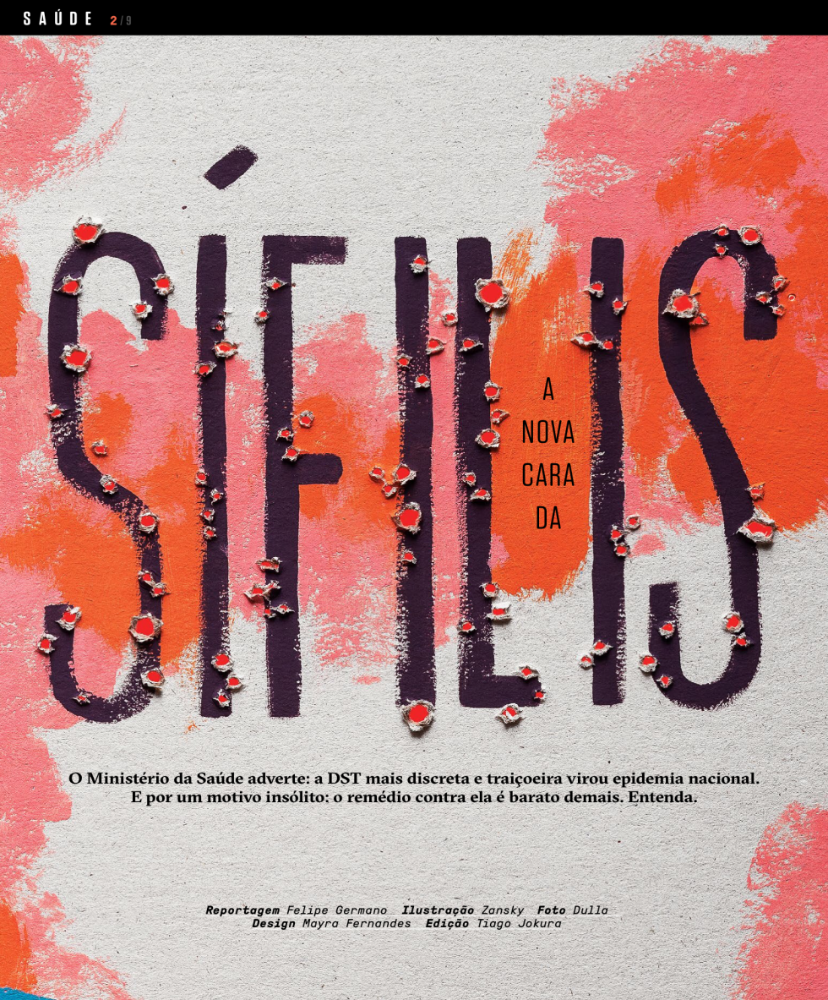 SAÚDE 2/9
A
NOVA
CARA
DA
SÍFILIS
O Ministério da Saúde adverte: a DST mais discreta e traiçoeira virou epidemia nacional.
E por um motivo insólito: o remédio contra ela é barato demais. Entenda.
Reportagem Felipe Germano Ilustração Zansky Foto Dulla
Design Mayra Fernandes Edição Tiago Jokura